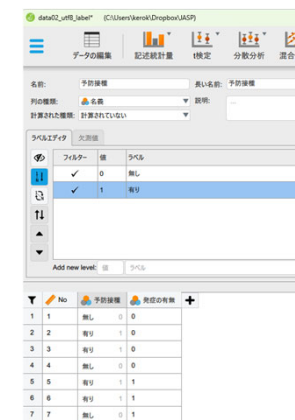 data02_utf8_label* (C:\Users\kerok\Dropbox\JASP)
データの編集 記述統計量 t検定 分散分析 混合
名前: 予防接種 長い名前: 予防接種
列の種類: 名義 説明: ...
計算された種類: 計算されていない
ラベルエディタ 欠測値
フィルター 値 ラベル
✓ 0 無し
✓ 1 有り
Add new level: 値 ラベル
No 予防接種 発症の有無
1 1 無し 0 0
2 2 有り 1 0
3 3 有り 1 0
4 4 無し 0 0
5 5 有り 1 1
6 6 有り 1 1
7 7 無し 0 1